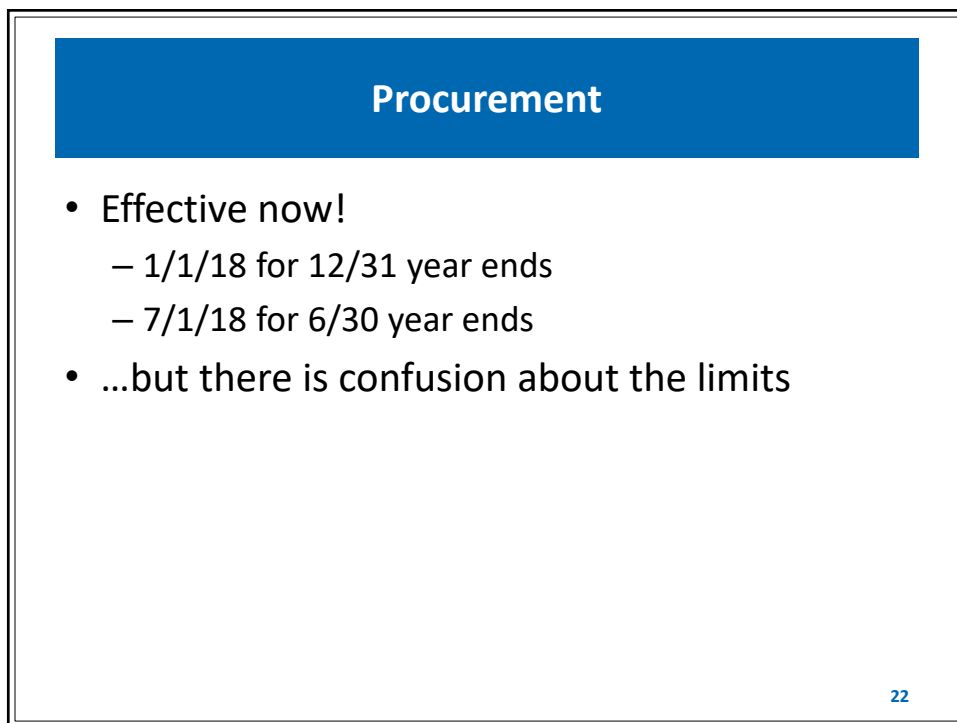 Procurement
• Effective now!
– 1/1/18 for 12/31 year ends
– 7/1/18 for 6/30 year ends
• …but there is confusion about the limits
22